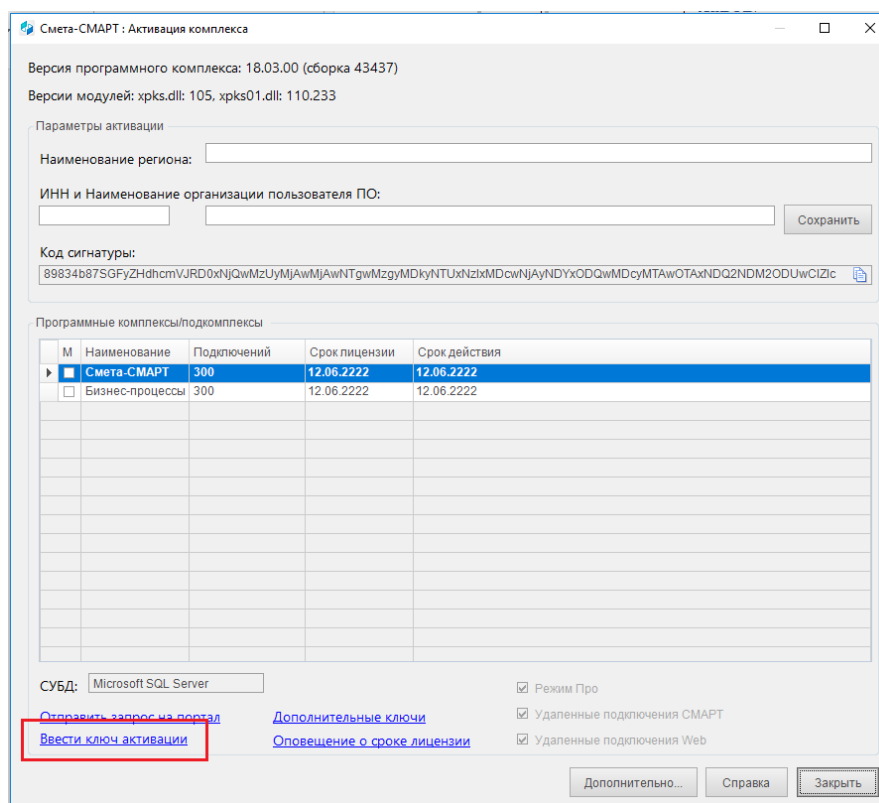 Смета-СМАРТ : Активация комплекса
Версия программного комплекса: 18.03.00 (сборка 43437)
Версии модулей: xpks.dll: 105, xpks01.dll: 110.233
Параметры активации
Наименование региона:
ИНН и Наименование организации пользователя ПО:
Сохранить
Код сигнатуры:
89834b87SGFyZHdhcmVJRD0xNjQwMzUyMjAwMjAwNTgwMzgyMDkyNTUxNzIxMDcwNjAyNDYxODQwMDcyMTAwOTAxNDQ2NDM2ODUwCIZIc
Программные комплексы/подкомплексы
М Наименование Подключений Срок лицензии Срок действия
Смета-СМАРТ 300 12.06.2222 12.06.2222
Бизнес-процессы 300 12.06.2222 12.06.2222
СУБД: Microsoft SQL Server
Режим Про
Отправить запрос на портал Дополнительные ключи Удаленные подключения СМАРТ
Ввести ключ активации Оповещение о сроке лицензии Удаленные подключения Web
Дополнительно... Справка Закрыть